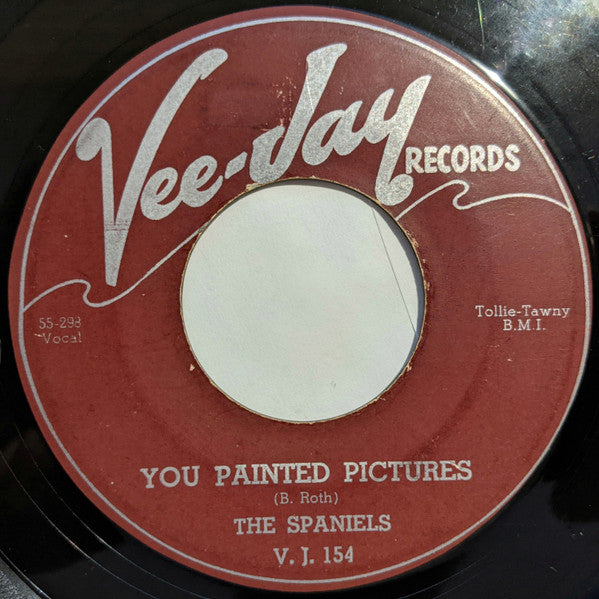 Vee-Jay
RECORDS
55-298
Vocal
Tollie-Tawny
B.M.I.
YOU PAINTED PICTURES
(B. Roth)
THE SPANIELS
V. J. 154